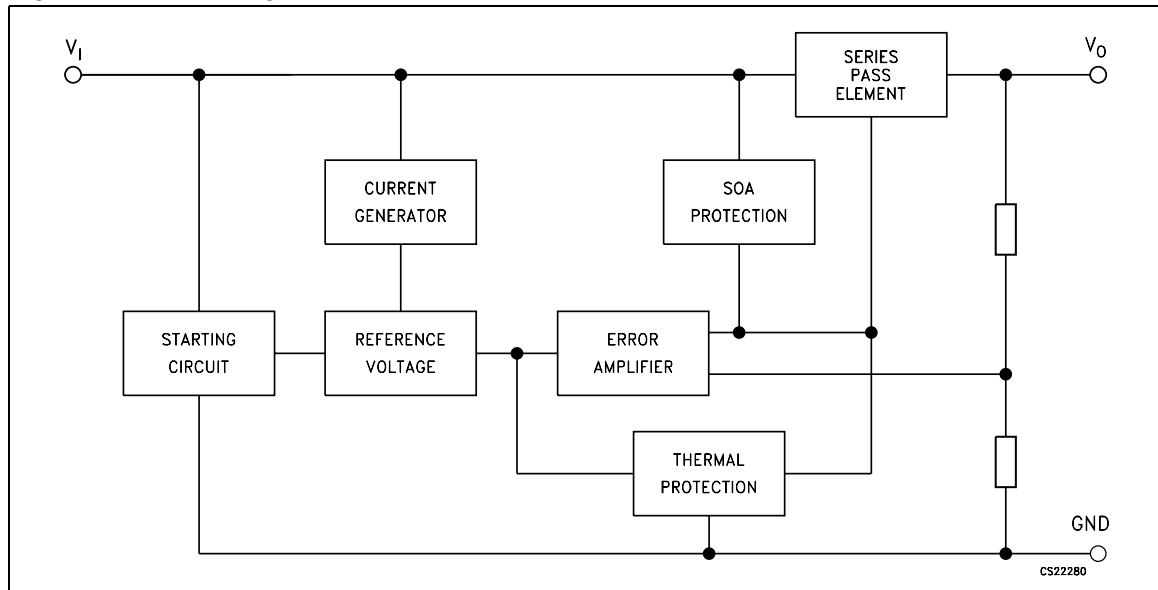 V_I
V_O
SERIES
PASS
ELEMENT
CURRENT
GENERATOR
SOA
PROTECTION
STARTING
CIRCUIT
REFERENCE
VOLTAGE
ERROR
AMPLIFIER
THERMAL
PROTECTION
GND
CS22280